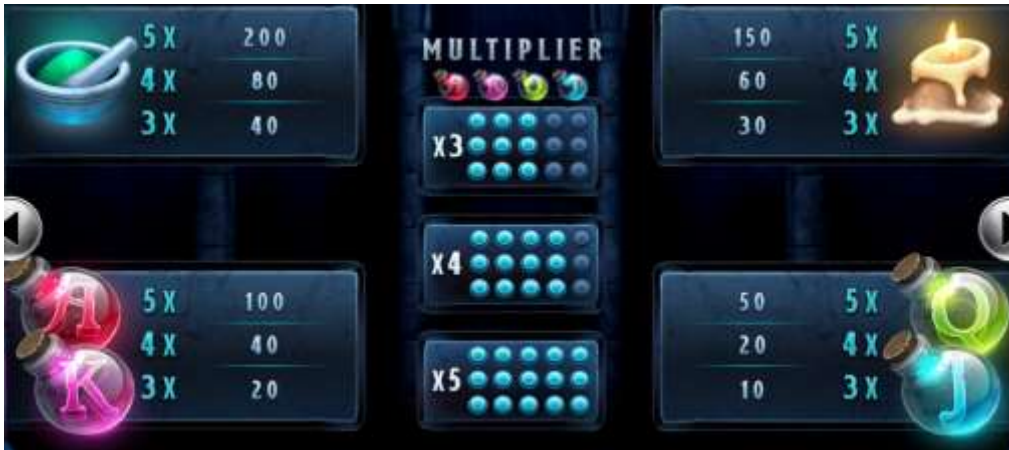 5X 200
4X 80
3X 40
MULTIPLIER
A K Q J
X3
X4
X5
150 5X
60 4X
30 3X
A
K
5X 100
4X 40
3X 20
50 5X
20 4X
10 3X
Q
J